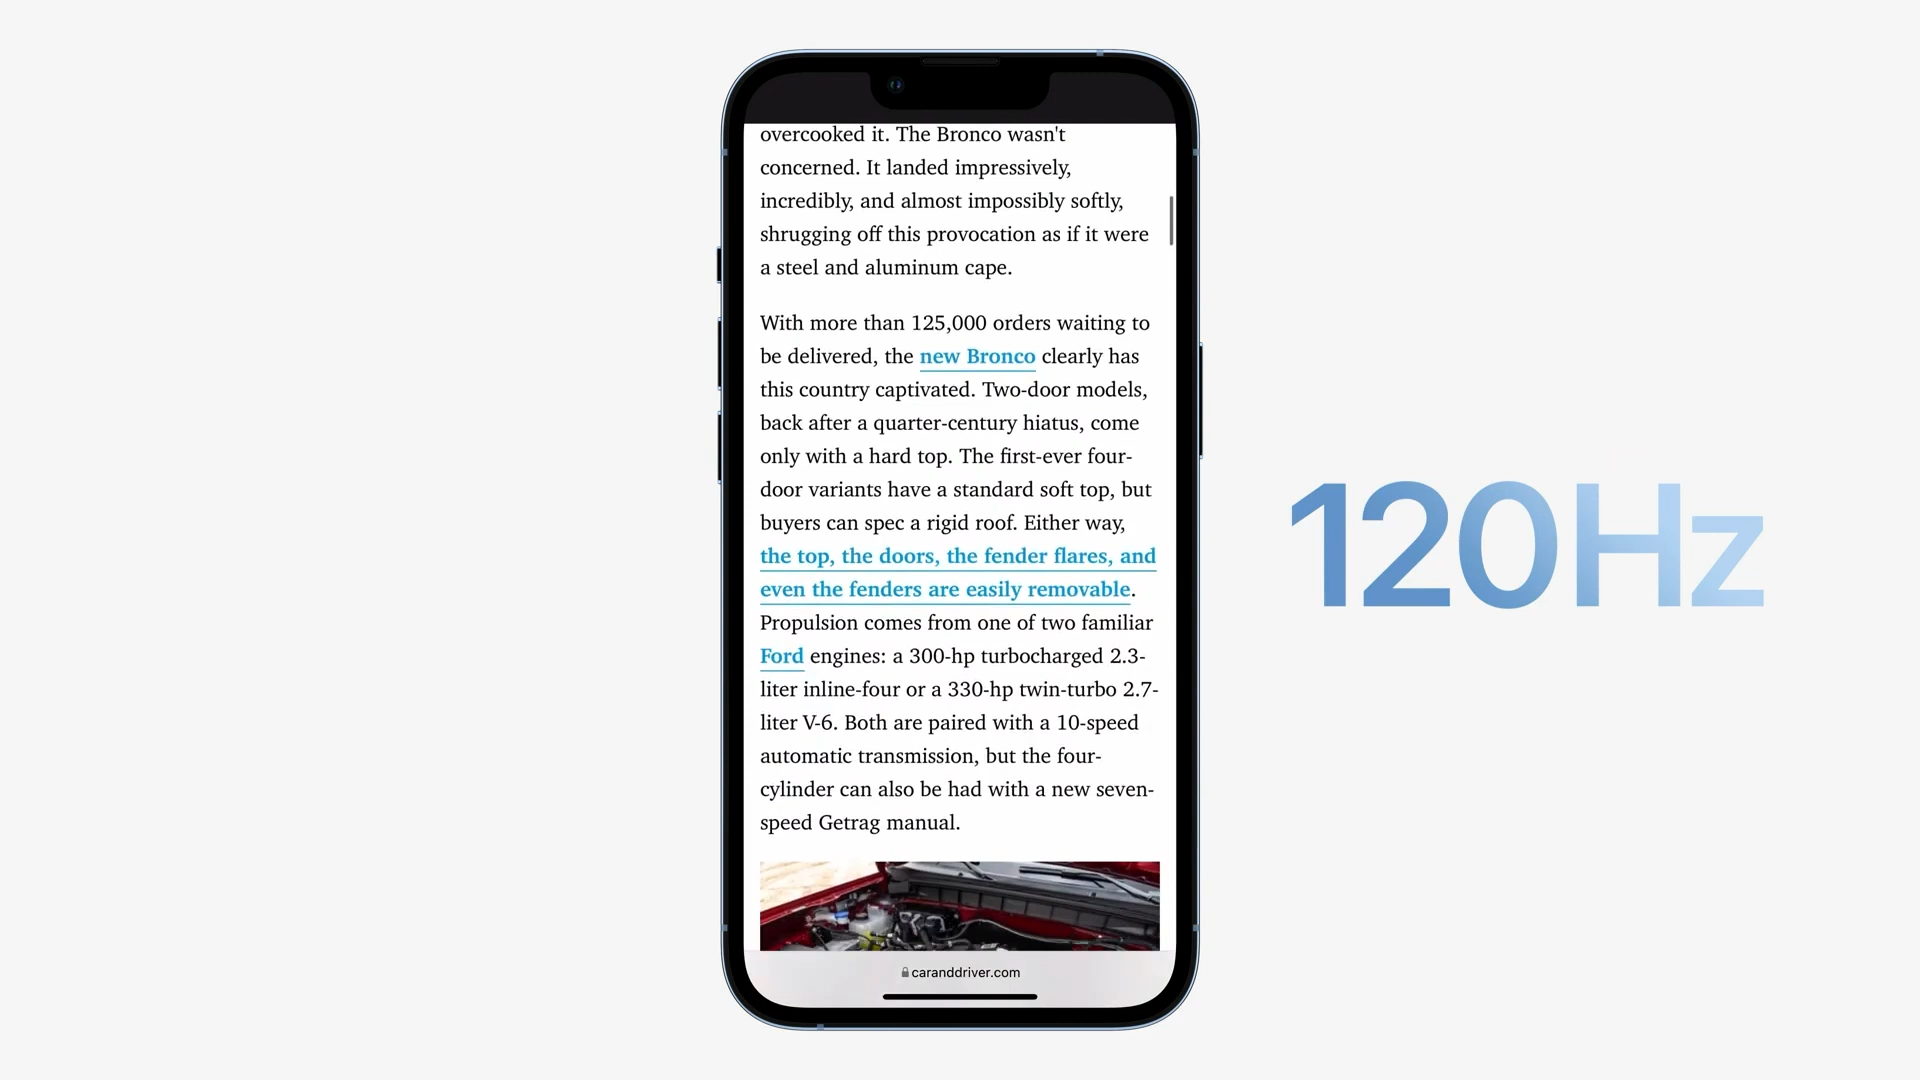 overcooked it. The Bronco wasn't
concerned. It landed impressively,
incredibly, and almost impossibly softly,
shrugging off this provocation as if it were
a steel and aluminum cape.
With more than 125,000 orders waiting to
be delivered, the new Bronco clearly has
this country captivated. Two-door models,
back after a quarter-century hiatus, come
only with a hard top. The first-ever four-
door variants have a standard soft top, but
buyers can spec a rigid roof. Either way,
the top, the doors, the fender flares, and
even the fenders are easily removable.
Propulsion comes from one of two familiar
Ford engines: a 300-hp turbocharged 2.3-
liter inline-four or a 330-hp twin-turbo 2.7-
liter V-6. Both are paired with a 10-speed
automatic transmission, but the four-
cylinder can also be had with a new seven-
speed Getrag manual.
caranddriver.com
120Hz